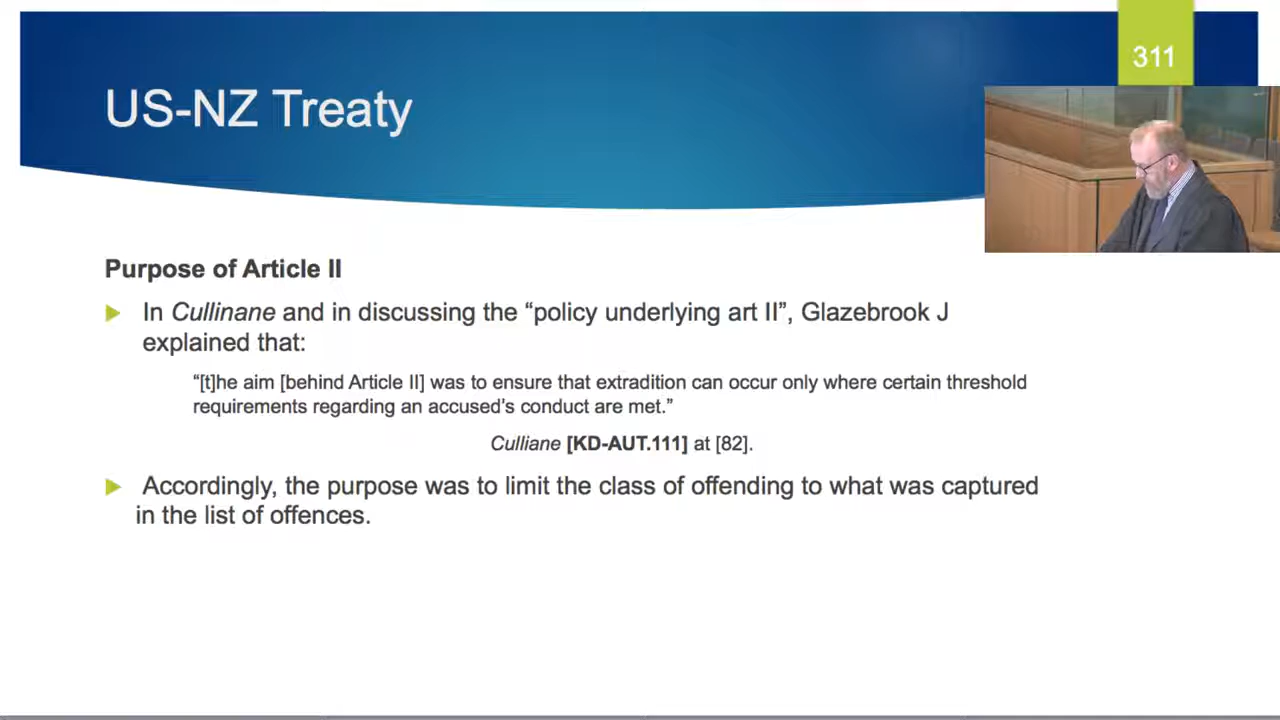 311
US-NZ Treaty
Purpose of Article II
In Cullinane and in discussing the “policy underlying art II”, Glazebrook J
explained that:
“[t]he aim [behind Article II] was to ensure that extradition can occur only where certain threshold
requirements regarding an accused’s conduct are met.”
Culliane [KD-AUT.111] at [82].
Accordingly, the purpose was to limit the class of offending to what was captured
in the list of offences.